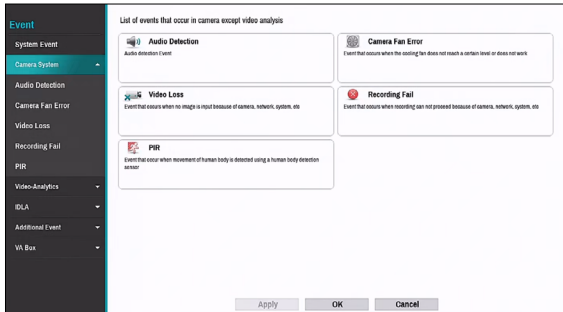 Event
System Event
Camera System
Audio Detection
Camera Fan Error
Video Loss
Recording Fail
PIR
Video-Analytics
IDLA
Additional Event
VA Box
List of events that occur in camera except video analysis
Audio Detection
Audio detection Event
Camera Fan Error
Event that occurs when the cooling fan does not reach a certain level or does not work
Video Loss
Event that occurs when no image is input because of camera, network, system, etc
Recording Fail
Event that occurs when recording can not proceed because of camera, network, system, etc
PIR
Event that occur when movement of human body is detected using a human body detection
sensor
Apply
OK
Cancel